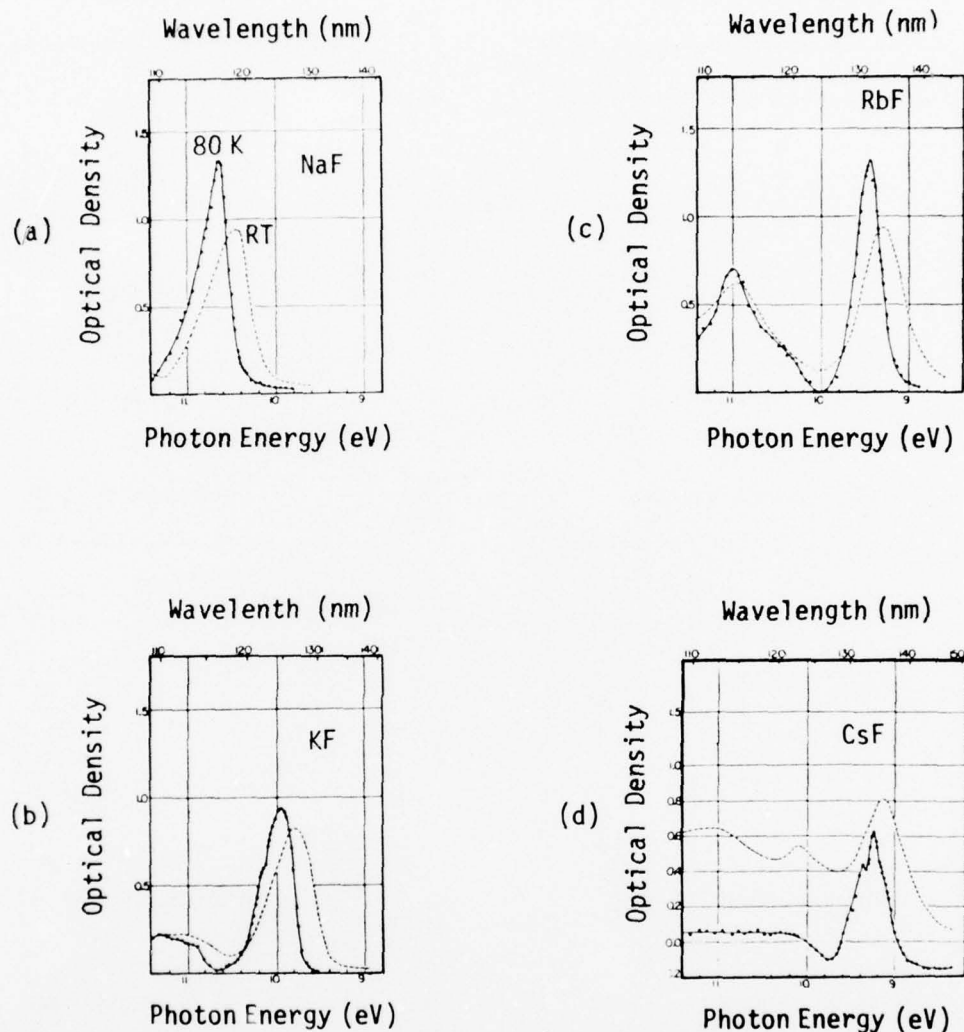 Wavelength (nm)
110 120 130 140
(a)
Optical Density
1.5
1.0
0.5
80 K
RT
NaF
11 10 9
Photon Energy (eV)
Wavelength (nm)
110 120 130 140
(c)
Optical Density
1.5
1.0
0.5
RbF
11 10 9
Photon Energy (eV)
Wavelenth (nm)
110 120 130 140
(b)
Optical Density
1.5
1.0
0.5
KF
11 10 9
Photon Energy (eV)
Wavelength (nm)
110 120 130 140 150
(d)
Optical Density
1.0
0.8
0.6
0.4
0.2
0.0
CsF
11 10 9
Photon Energy (eV)